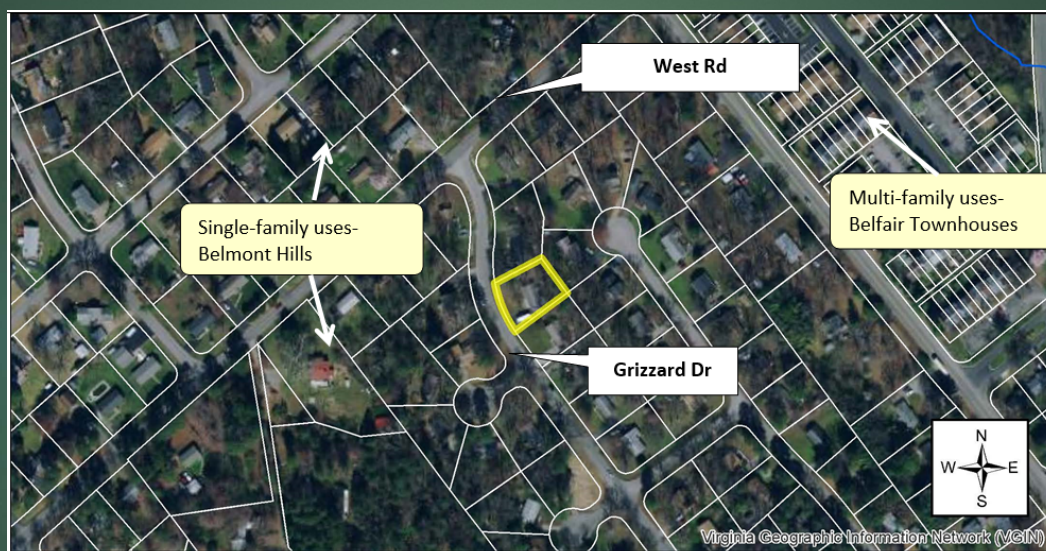 West Rd
Single-family uses-
Belmont Hills
Multi-family uses-
Belfair Townhouses
Grizzard Dr
N
W E
S
Virginia Geographic Information Network (VGIN)